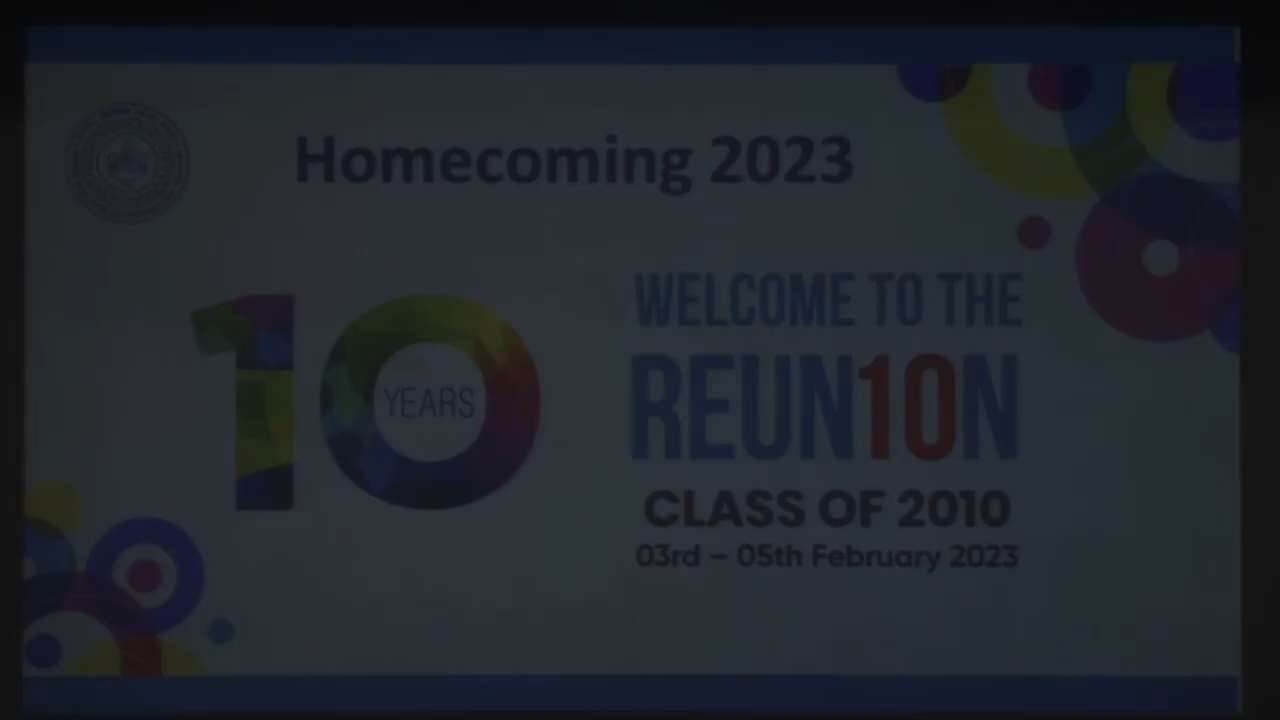 Homecoming 2023
10
YEARS
WELCOME TO THE
REUN10N
CLASS OF 2010
03rd – 05th February 2023